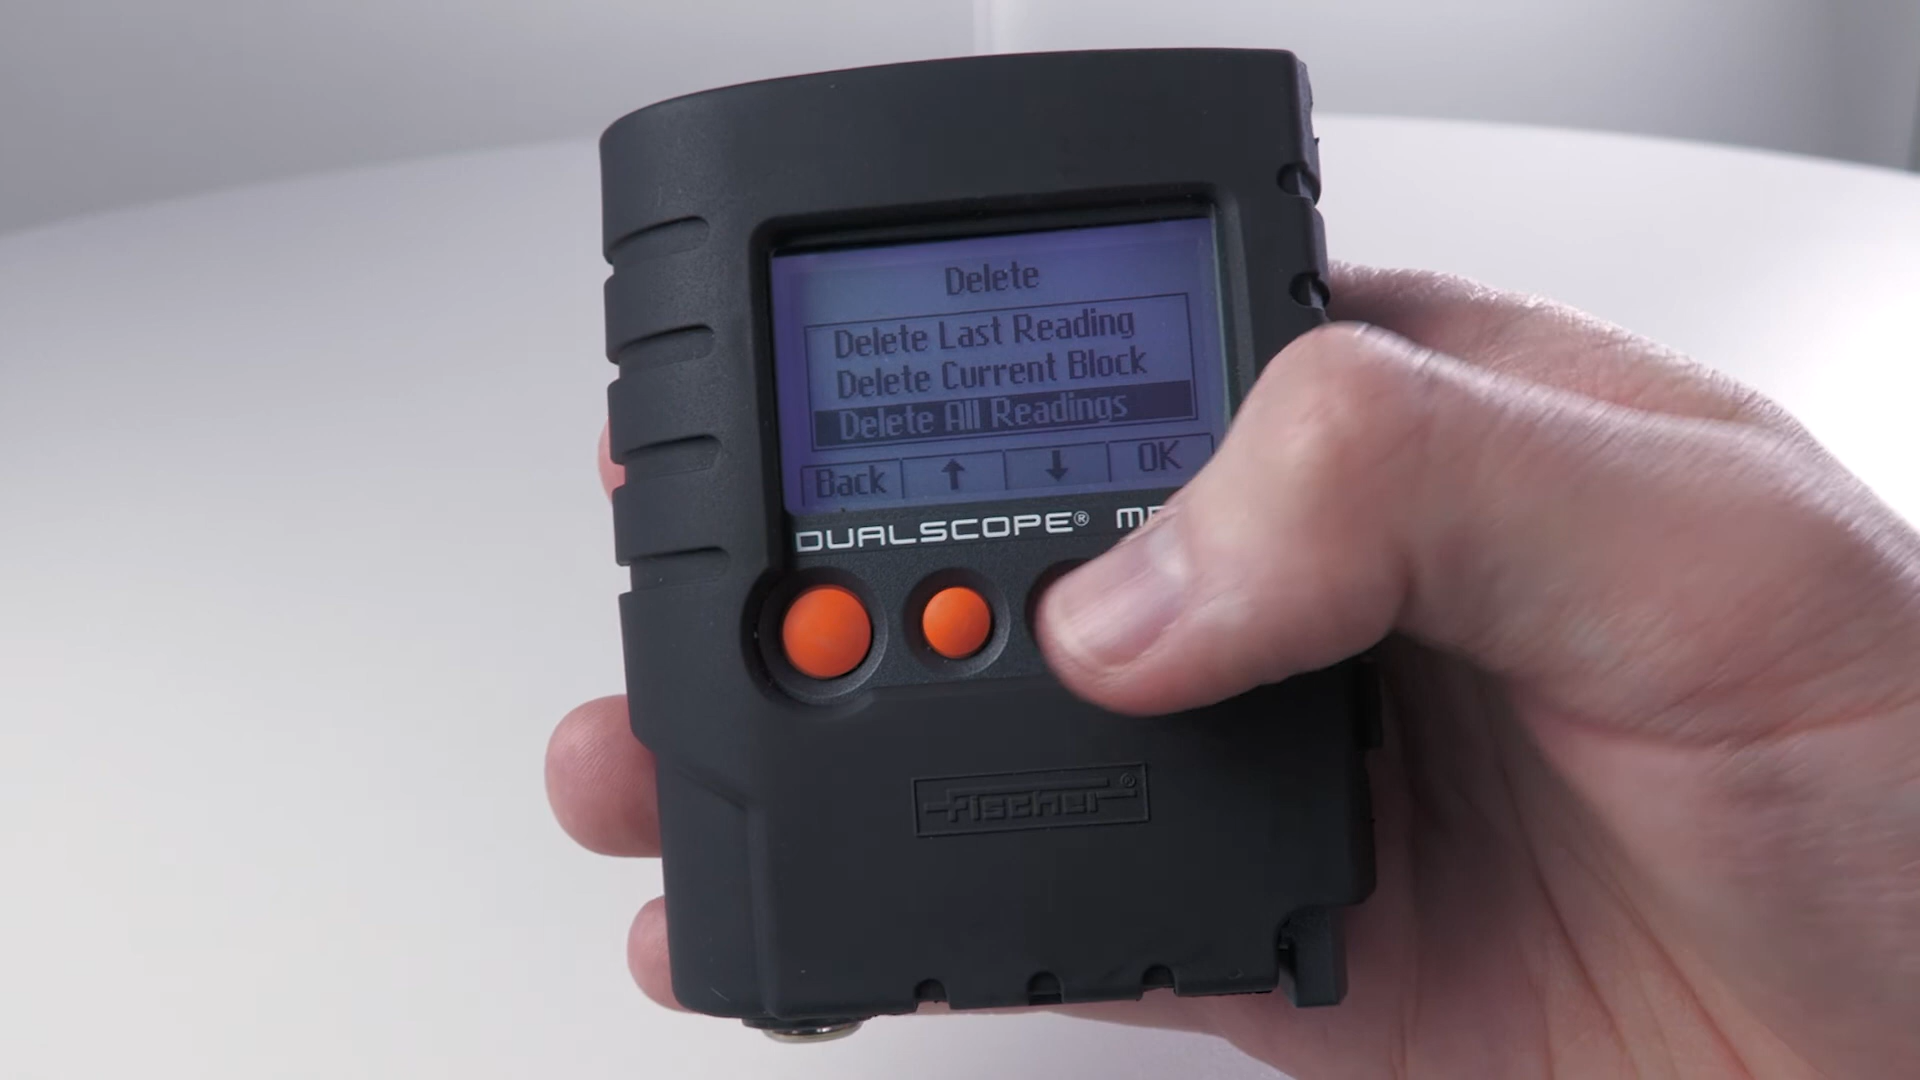 Delete
Delete Last Reading
Delete Current Block
Delete All Readings
Back ↑ ↓ OK
DUALSCOPE®
fischer®